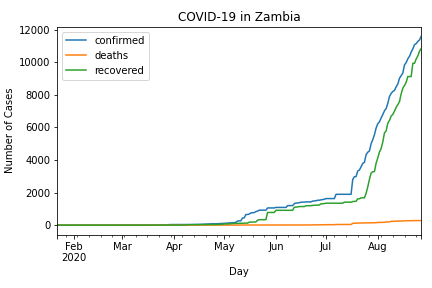 COVID-19 in Zambia
confirmed
deaths
recovered
Number of Cases
12000
10000
8000
6000
4000
2000
0
Feb Mar Apr May Jun Jul Aug
2020
Day